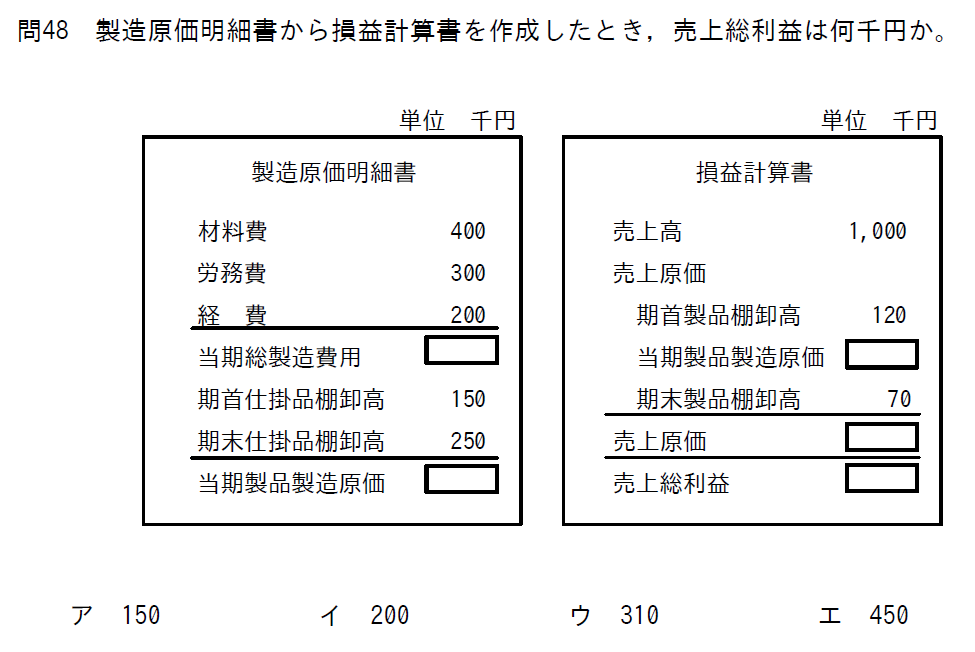 問48　製造原価明細書から損益計算書を作成したとき，売上総利益は何千円か。
単位　千円
製造原価明細書
材料費　400
労務費　300
経　費　200
当期総製造費用
期首仕掛品棚卸高　150
期末仕掛品棚卸高　250
当期製品製造原価
単位　千円
損益計算書
売上高　1,000
売上原価
期首製品棚卸高　120
当期製品製造原価
期末製品棚卸高　70
売上原価
売上総利益
ア　150　イ　200　ウ　310　エ　450